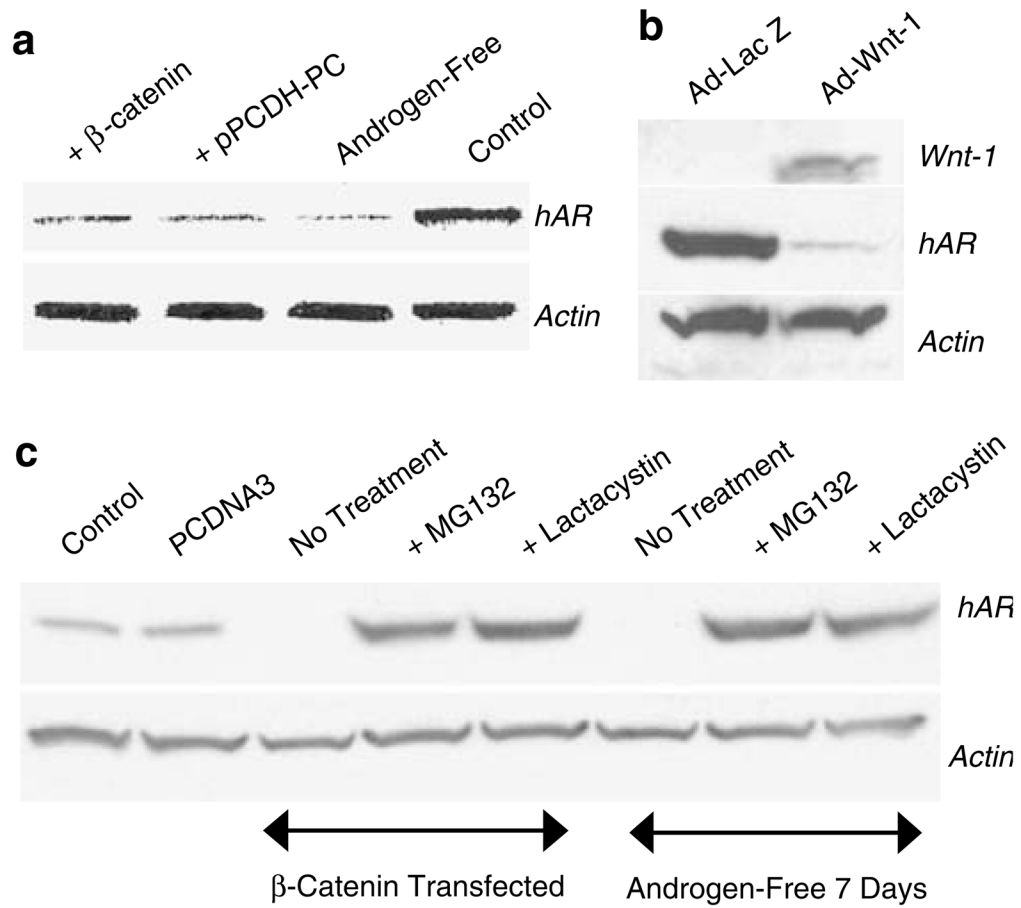 a
+ β-catenin
+ pPCDH-PC
Androgen-Free
Control
hAR
Actin
b
Ad-Lac Z
Ad-Wnt-1
Wnt-1
hAR
Actin
c
Control
PCDNA3
No Treatment
+ MG132
+ Lactacystin
No Treatment
+ MG132
+ Lactacystin
hAR
Actin
β-Catenin Transfected
Androgen-Free 7 Days